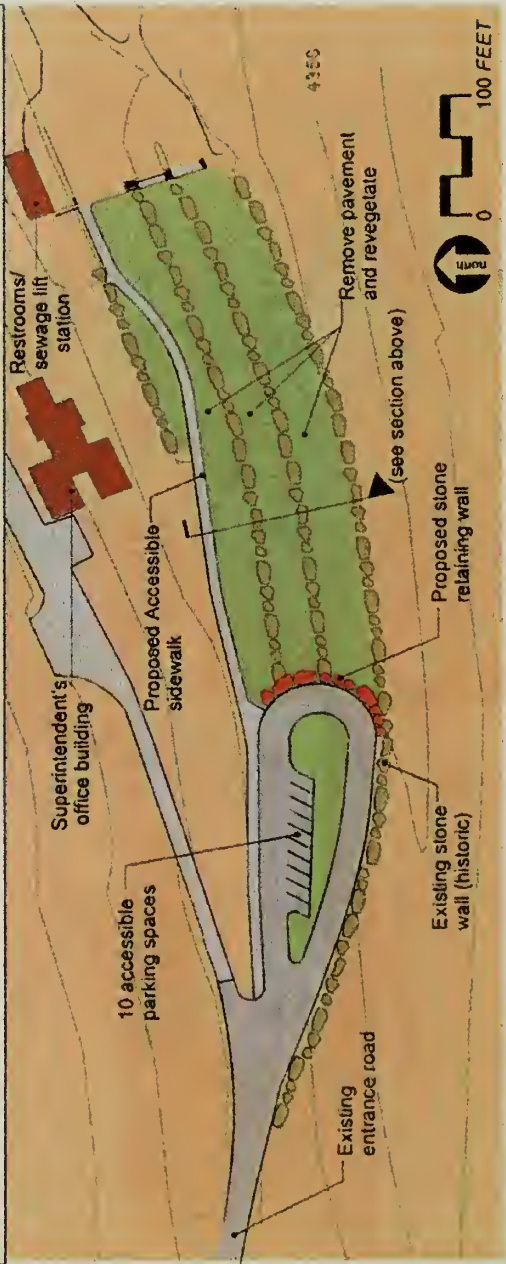 Restrooms/
sewage lift
station
Superintendent's
office building
Proposed Accessible
sidewalk
10 accessible
parking spaces
Existing
entrance road
Existing stone
wall (historic)
Proposed stone
retaining wall
(see section above)
Remove pavement
and revegetate
north
0
100 FEET